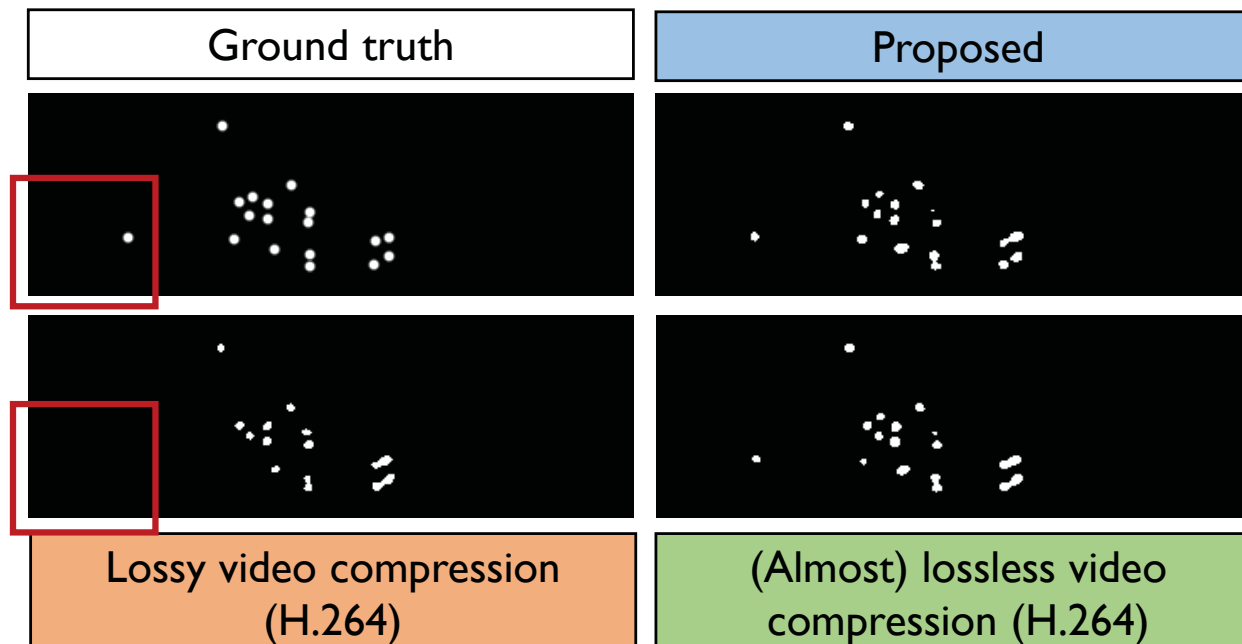 Ground truth
Proposed
Lossy video compression
(H.264)
(Almost) lossless video
compression (H.264)